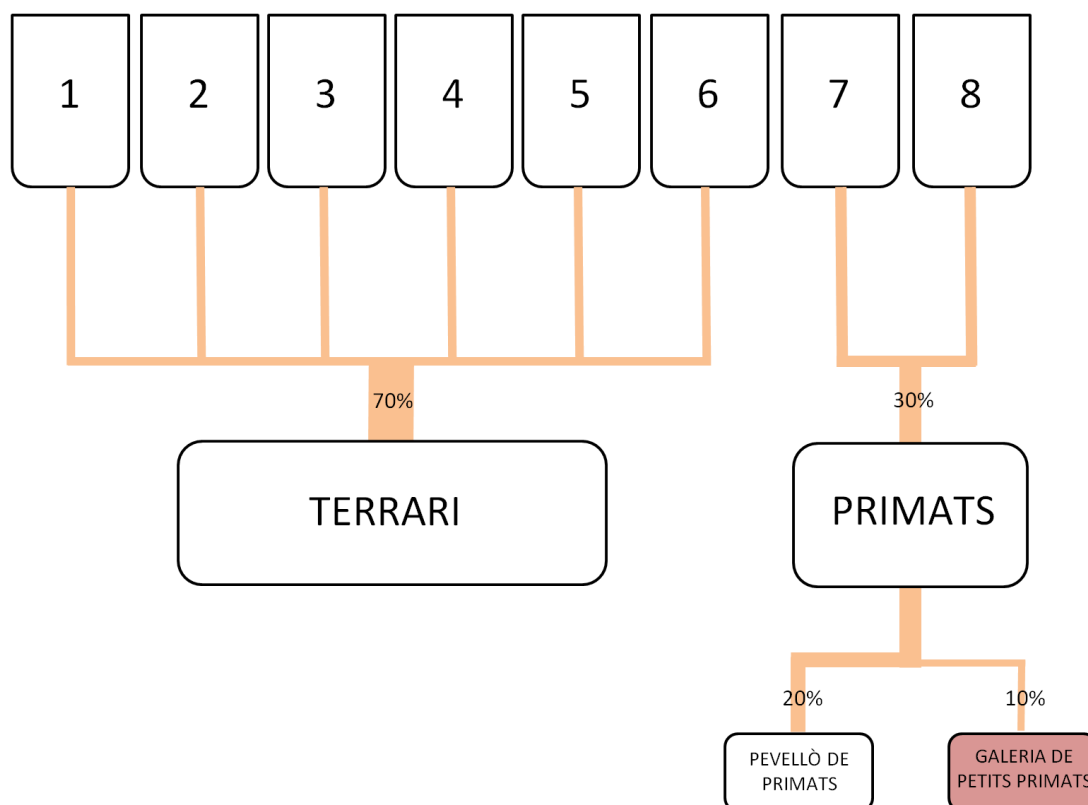 1 2 3 4 5 6 7 8
70% 30%
TERRARI PRIMATS
20% 10%
PEVELLÒ DE
PRIMATS
GALERIA DE
PETITS PRIMATS